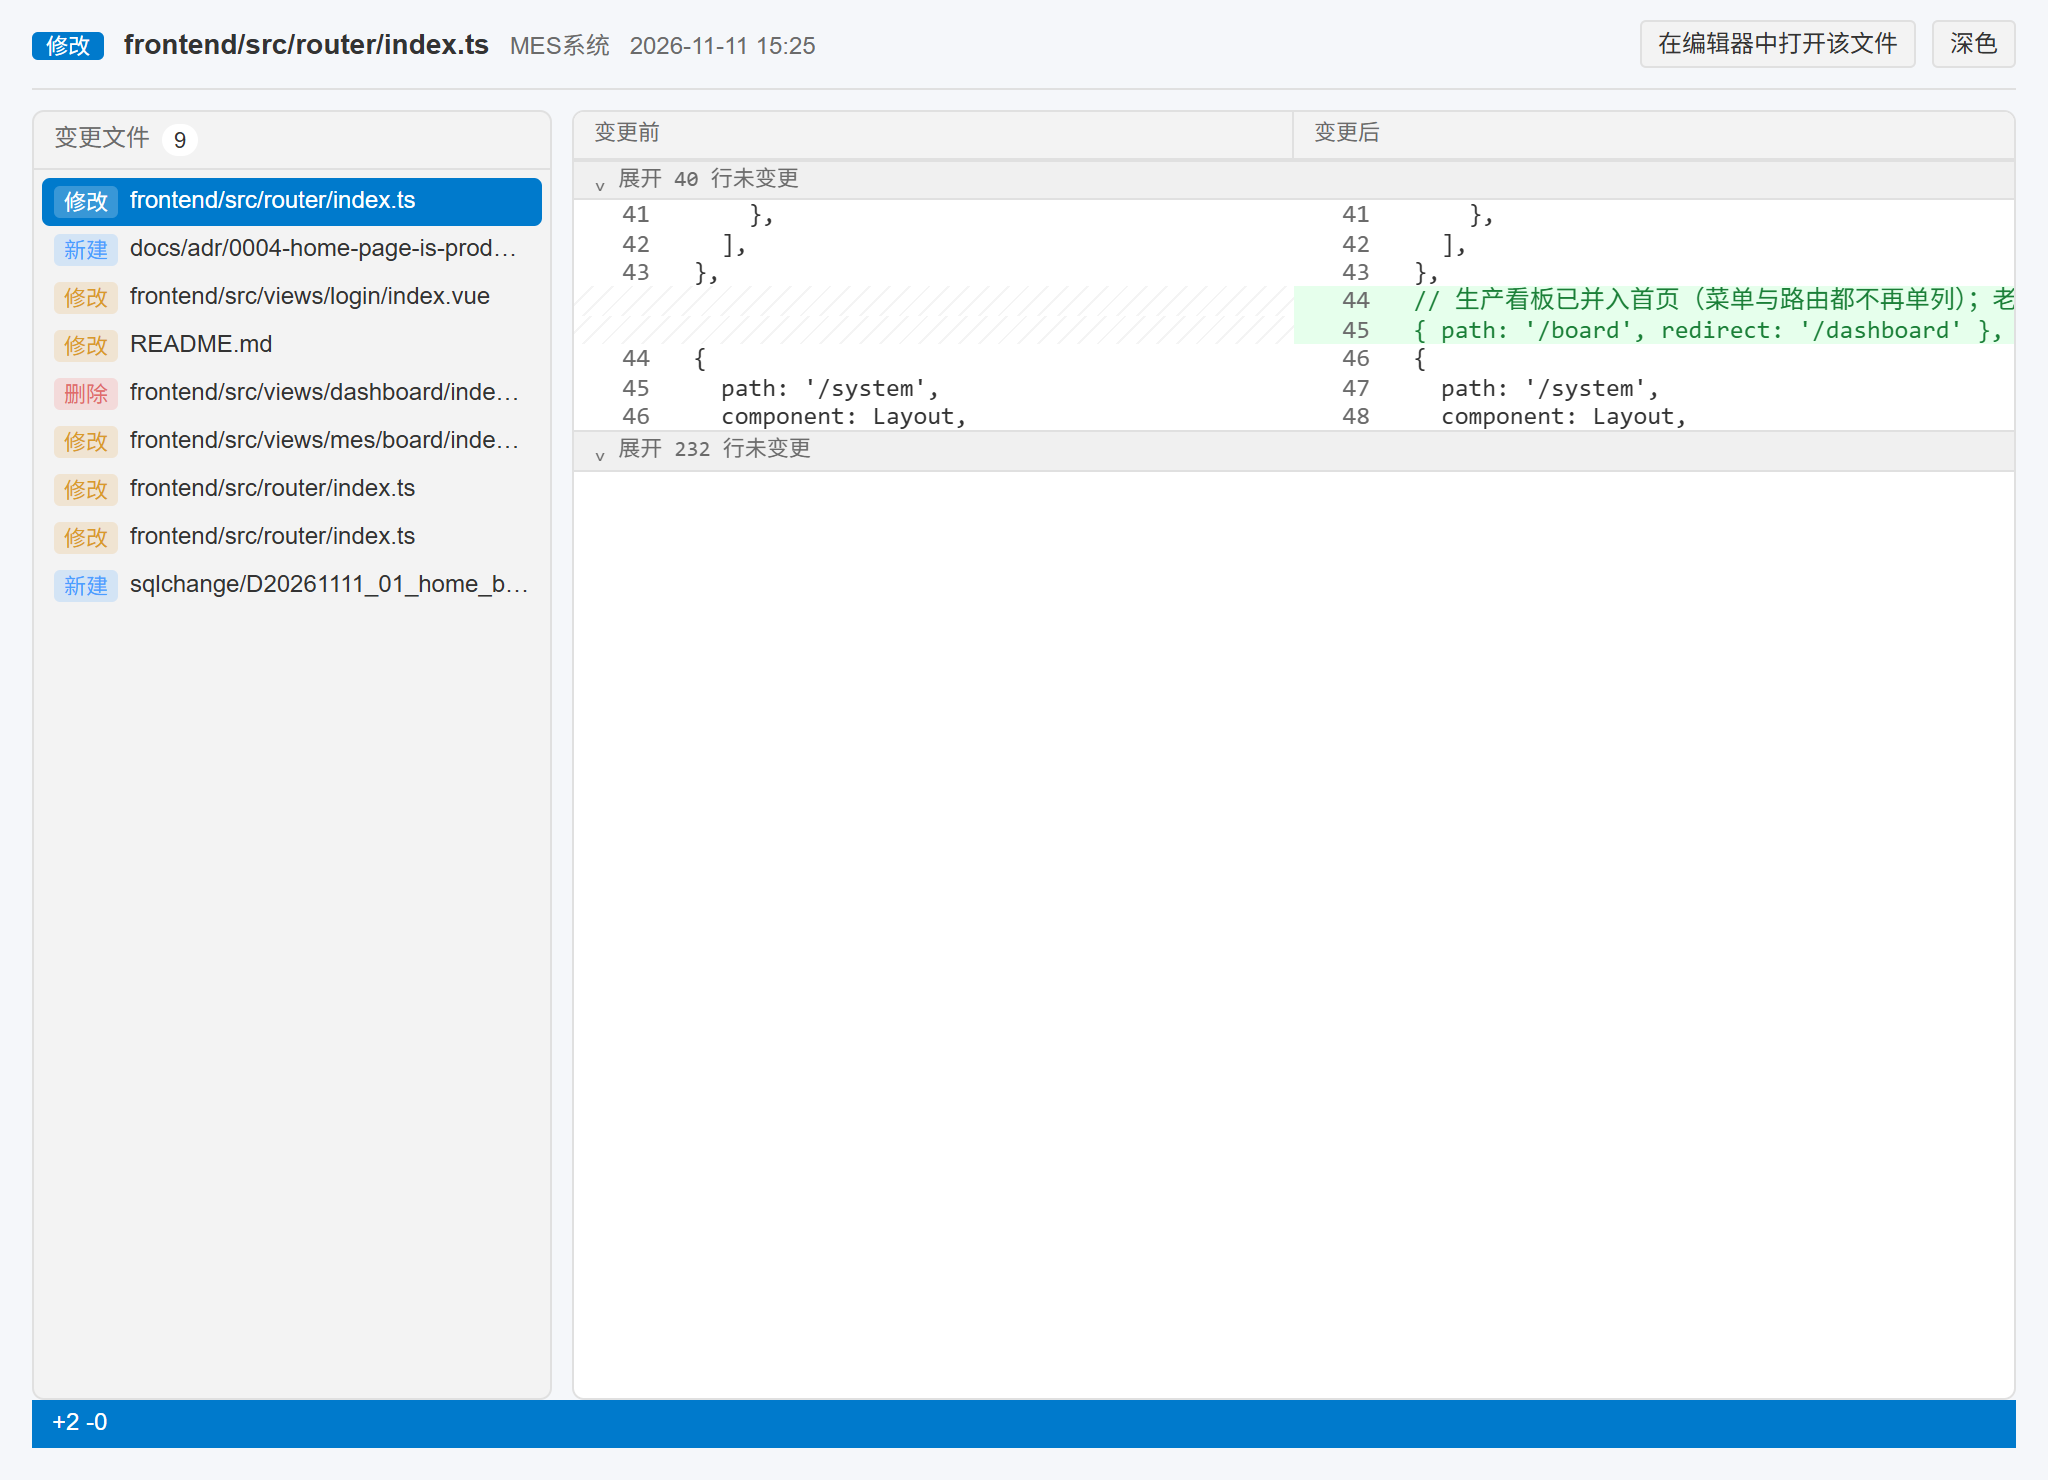 修改 frontend/src/router/index.ts MES系统 2026-11-11 15:25 在编辑器中打开该文件 深色
变更文件 9
修改 frontend/src/router/index.ts
新建 docs/adr/0004-home-page-is-prod…
修改 frontend/src/views/login/index.vue
修改 README.md
删除 frontend/src/views/dashboard/inde…
修改 frontend/src/views/mes/board/inde…
修改 frontend/src/router/index.ts
修改 frontend/src/router/index.ts
新建 sqlchange/D20261111_01_home_b…
变更前 变更后
展开 40 行未变更
41 }, 41 },
42 ], 42 ],
43 }, 43 },
44 // 生产看板已并入首页（菜单与路由都不再单列）；老
45 { path: '/board', redirect: '/dashboard' },
44 { 46 {
45 path: '/system', 47 path: '/system',
46 component: Layout, 48 component: Layout,
展开 232 行未变更
+2 -0